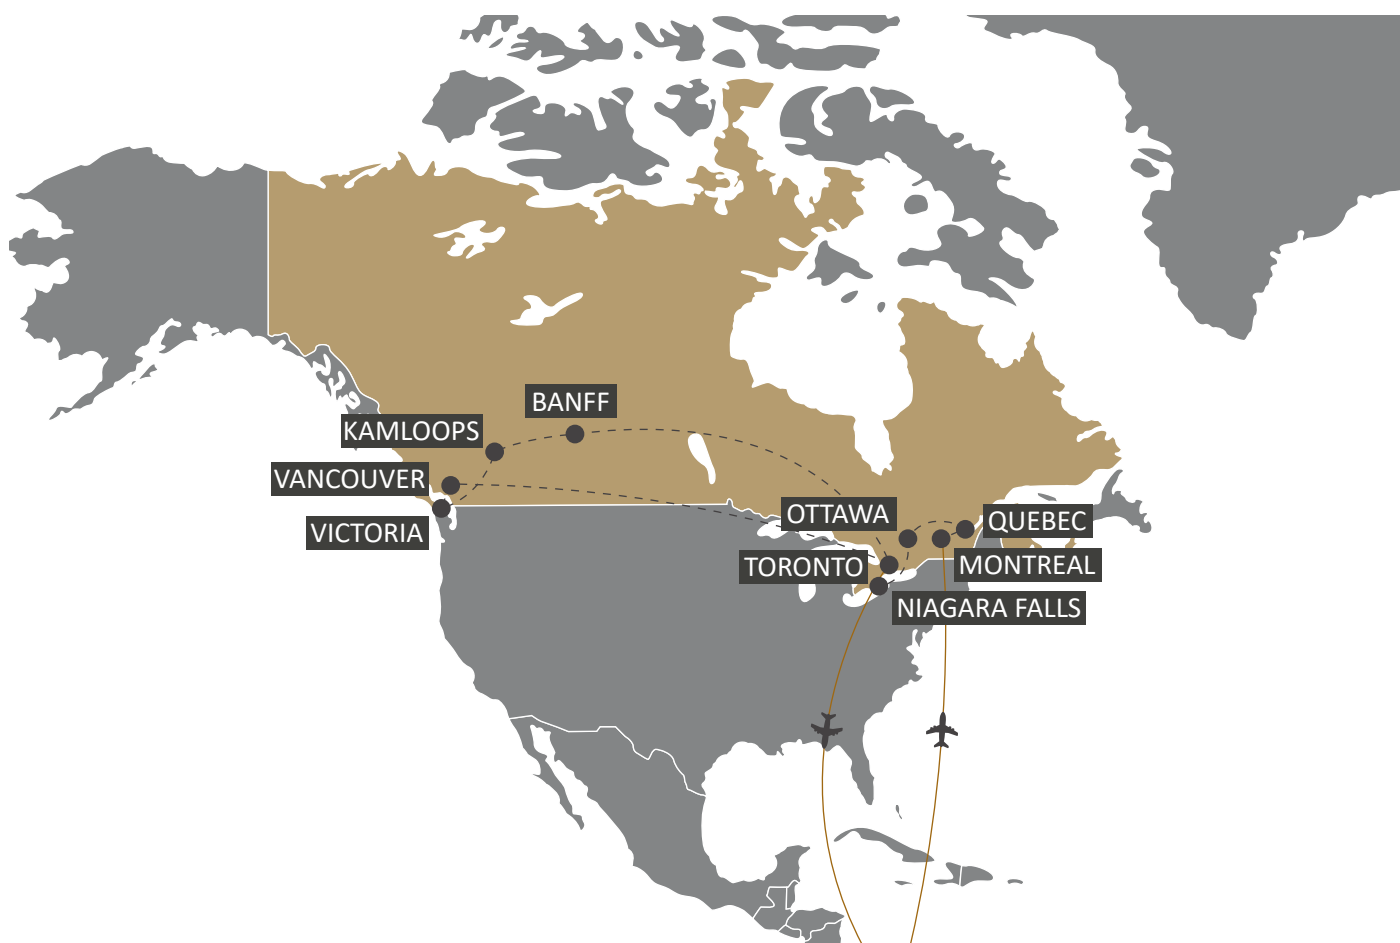 BANFF
KAMLOOPS
VANCOUVER
VICTORIA
OTTAWA
QUEBEC
TORONTO
MONTREAL
NIAGARA FALLS